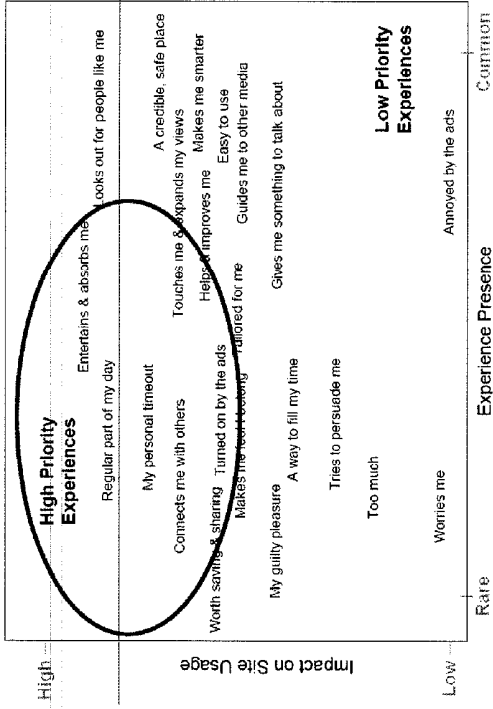 High
High Priority
Experiences
Entertains & absorbs me
Looks out for people like me
Regular part of my day
A credible, safe place
My personal timeout
Touches me & expands my views
Connects me with others
Makes me smarter
Worth saving & sharing
Turned on by the ads
Helps & improves me
Easy to use
Makes me feel I belong
Tailored for me
Guides me to other media
My guilty pleasure
A way to fill my time
Gives me something to talk about
Tries to persuade me
Too much
Low Priority
Experiences
Worries me
Annoyed by the ads
Low
Impact on Site Usage
Rare
Experience Presence
Common